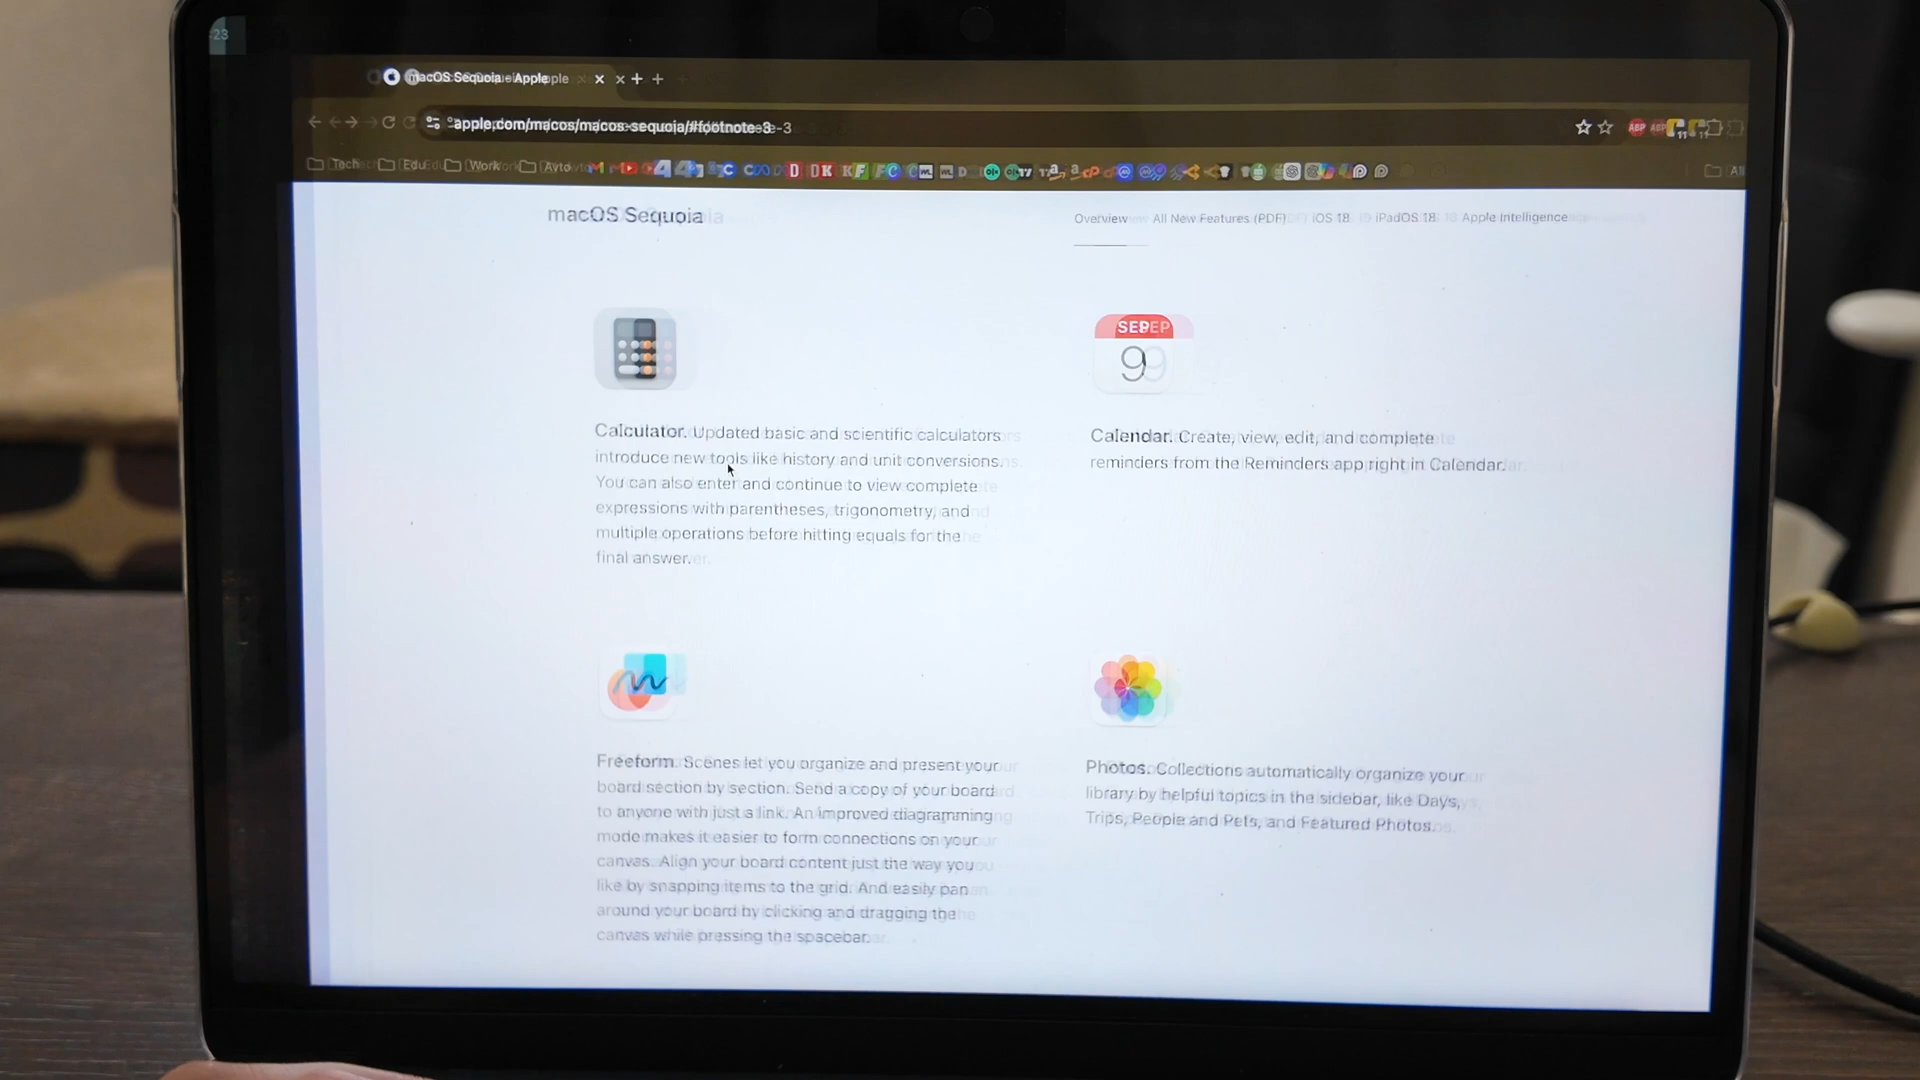 :23
macOS Sequoia - Apple
apple.com/macos/macos-sequoia/#footnote-3
Tech Edu Work Avto All
macOS Sequoia
Overview All New Features (PDF) iOS 18 iPadOS 18 Apple Intelligence
SEP
9
Calculator. Updated basic and scientific calculators
introduce new tools like history and unit conversions.
You can also enter and continue to view complete
expressions with parentheses, trigonometry, and
multiple operations before hitting equals for the
final answer.
Calendar. Create, view, edit, and complete
reminders from the Reminders app right in Calendar.
Freeform. Scenes let you organize and present your
board section by section. Send a copy of your board
to anyone with just a link. An improved diagramming
mode makes it easier to form connections on your
canvas. Align your board content just the way you
like by snapping items to the grid. And easily pan
around your board by clicking and dragging the
canvas while pressing the spacebar.
Photos. Collections automatically organize your
library by helpful topics in the sidebar, like Days,
Trips, People and Pets, and Featured Photos.